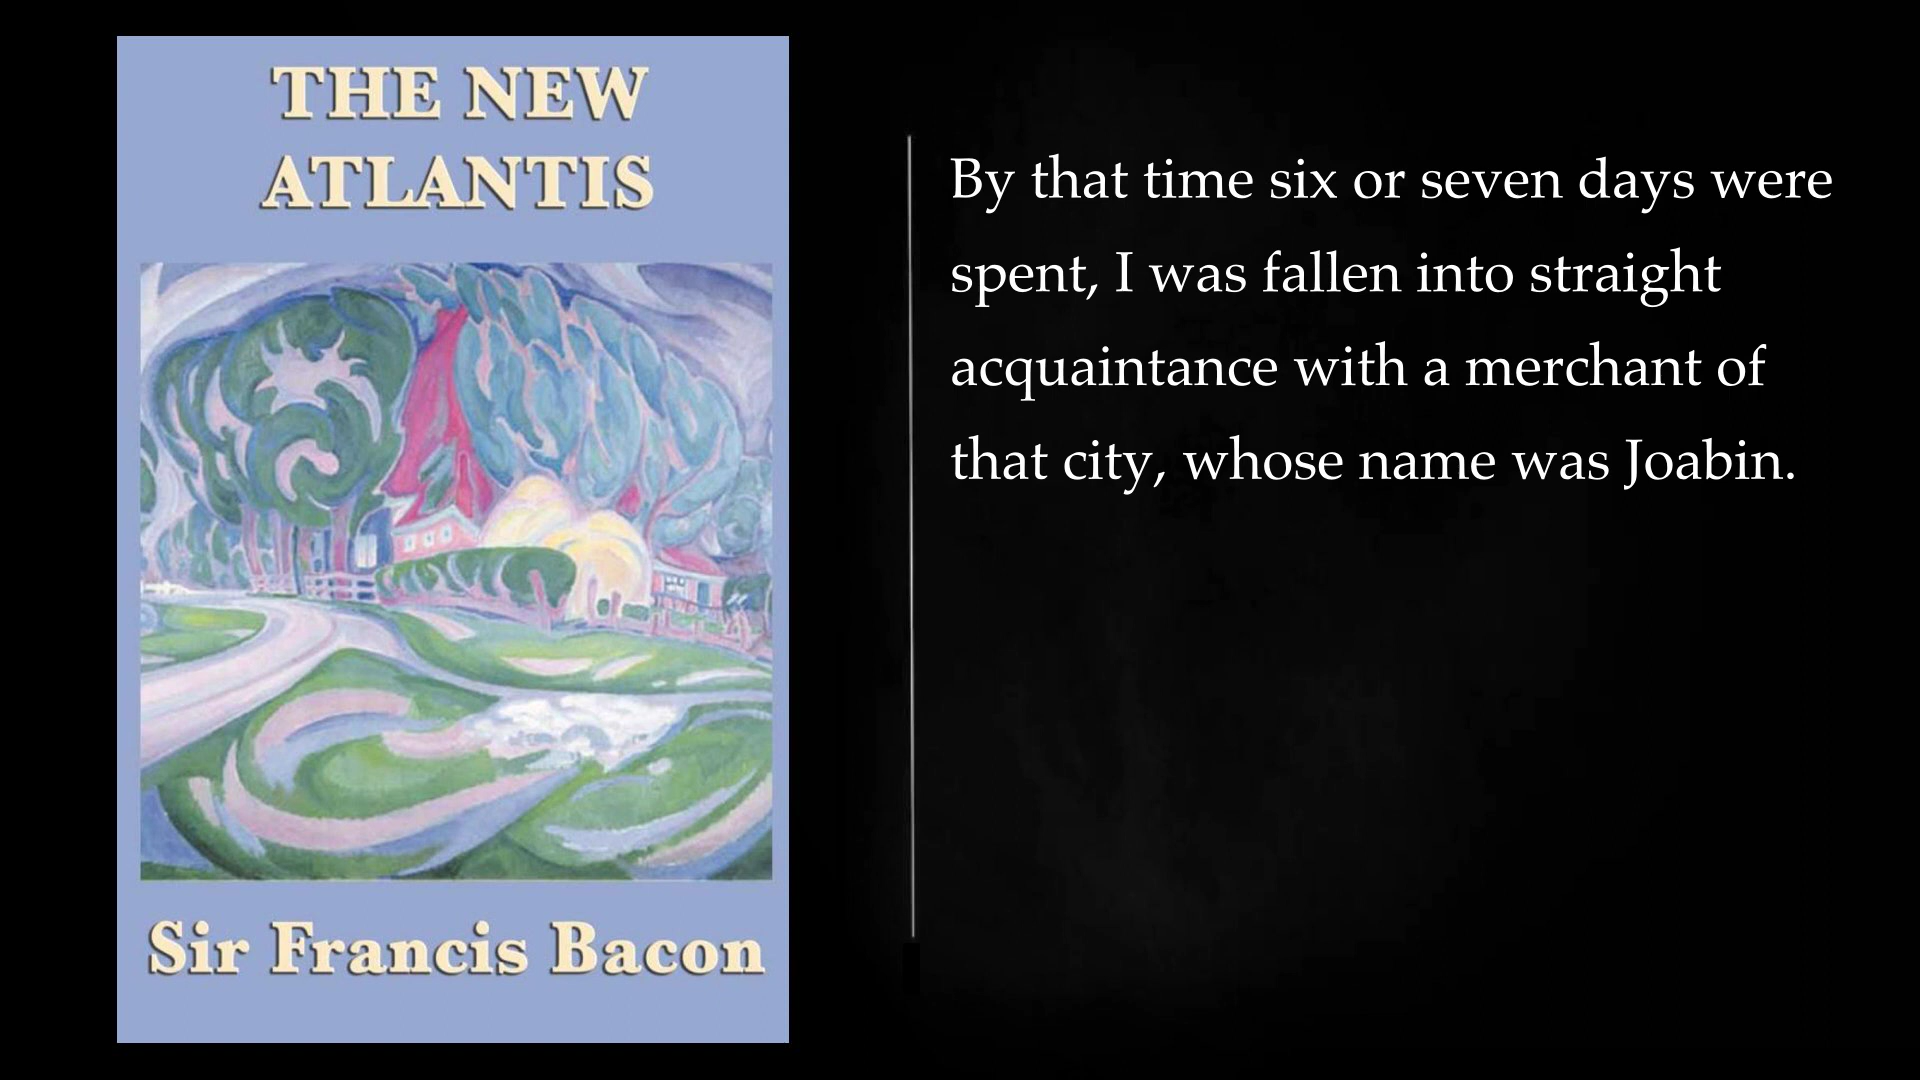 THE NEW
ATLANTIS
Sir Francis Bacon
By that time six or seven days were
spent, I was fallen into straight
acquaintance with a merchant of
that city, whose name was Joabin.